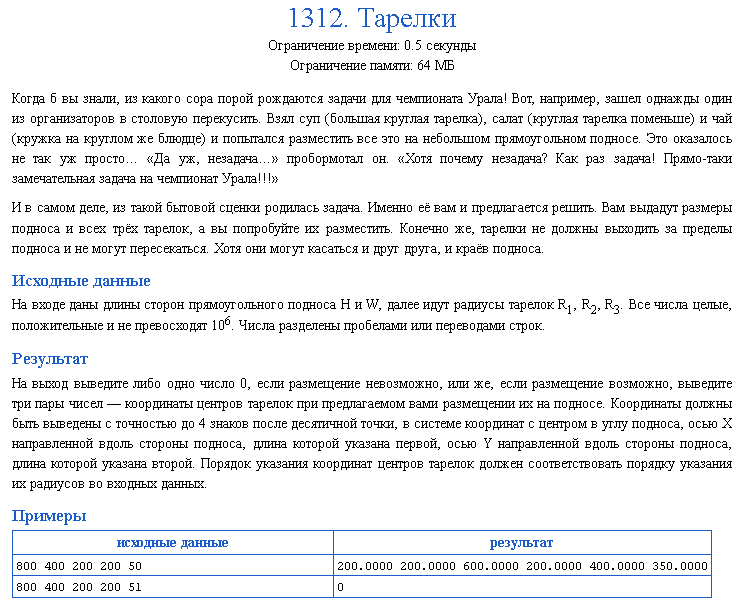 1312. Тарелки
Ограничение времени: 0.5 секунды
Ограничение памяти: 64 МБ
Когда б вы знали, из какого сора порой рождаются задачи для чемпионата Урала! Вот, например, зашел однажды один
из организаторов в столовую перекусить. Взял суп (большая круглая тарелка), салат (круглая тарелка поменьше) и чай
(кружка на круглом же блюдце) и попытался разместить все это на небольшом прямоугольном подносе. Это оказалось
не так уж просто… «Да уж, незадача…» пробормотал он. «Хотя почему незадача? Как раз задача! Прямо-таки
замечательная задача на чемпионат Урала!!!»
И в самом деле, из такой бытовой сценки родилась задача. Именно её вам и предлагается решить. Вам выдадут размеры
подноса и всех трёх тарелок, а вы попробуйте их разместить. Конечно же, тарелки не должны выходить за пределы
подноса и не могут пересекаться. Хотя они могут касаться и друг друга, и краёв подноса.
Исходные данные
На входе даны длины сторон прямоугольного подноса H и W, далее идут радиусы тарелок R1, R2, R3. Все числа целые,
положительные и не превосходят 10^6. Числа разделены пробелами или переводами строк.
Результат
На выход выведите либо одно число 0, если размещение невозможно, или же, если размещение возможно, выведите
три пары чисел — координаты центров тарелок при предлагаемом вами размещении их на подносе. Координаты должны
быть выведены с точностью до 4 знаков после десятичной точки, в системе координат с центром в углу подноса, осью X
направленной вдоль стороны подноса, длина которой указана первой, осью Y направленной вдоль стороны подноса,
длина которой указана второй. Порядок указания координат центров тарелок должен соответствовать порядку указания
их радиусов во входных данных.
Примеры
исходные данные результат
800 400 200 200 50 200.0000 200.0000 600.0000 200.0000 400.0000 350.0000
800 400 200 200 51 0